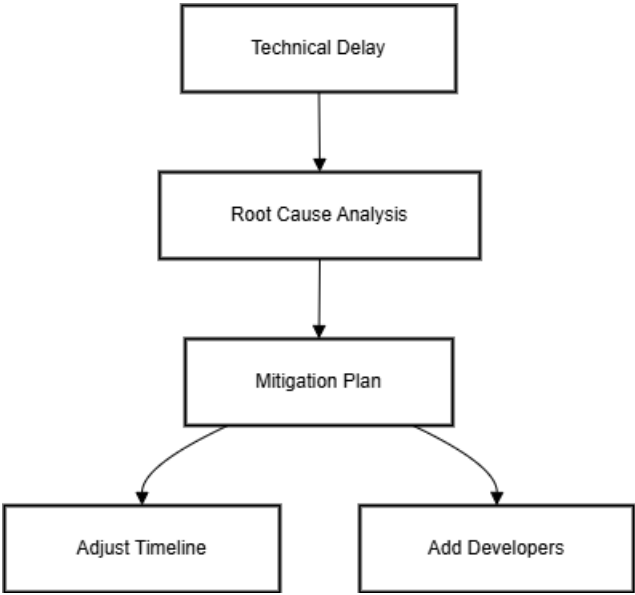 Technical Delay
Root Cause Analysis
Mitigation Plan
Adjust Timeline
Add Developers